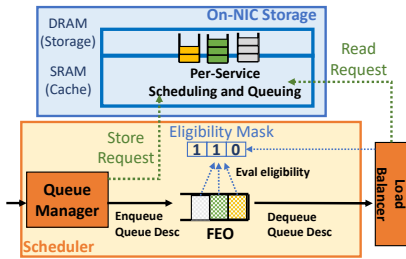 On-NIC Storage
DRAM
(Storage)
SRAM
(Cache)
Per-Service
Scheduling and Queuing
Read
Request
Store
Request
Eligibility Mask
1 1 0
Eval eligibility
Queue
Manager
Enqueue
Queue Desc
FEO
Dequeue
Queue Desc
Load
Balancer
Scheduler